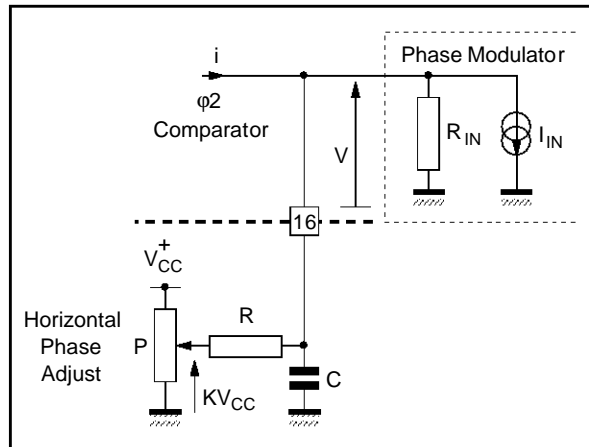 i
Phase Modulator
φ2
Comparator
V
R IN
I IN
16
V CC +
Horizontal
Phase
Adjust
P
R
C
KV CC